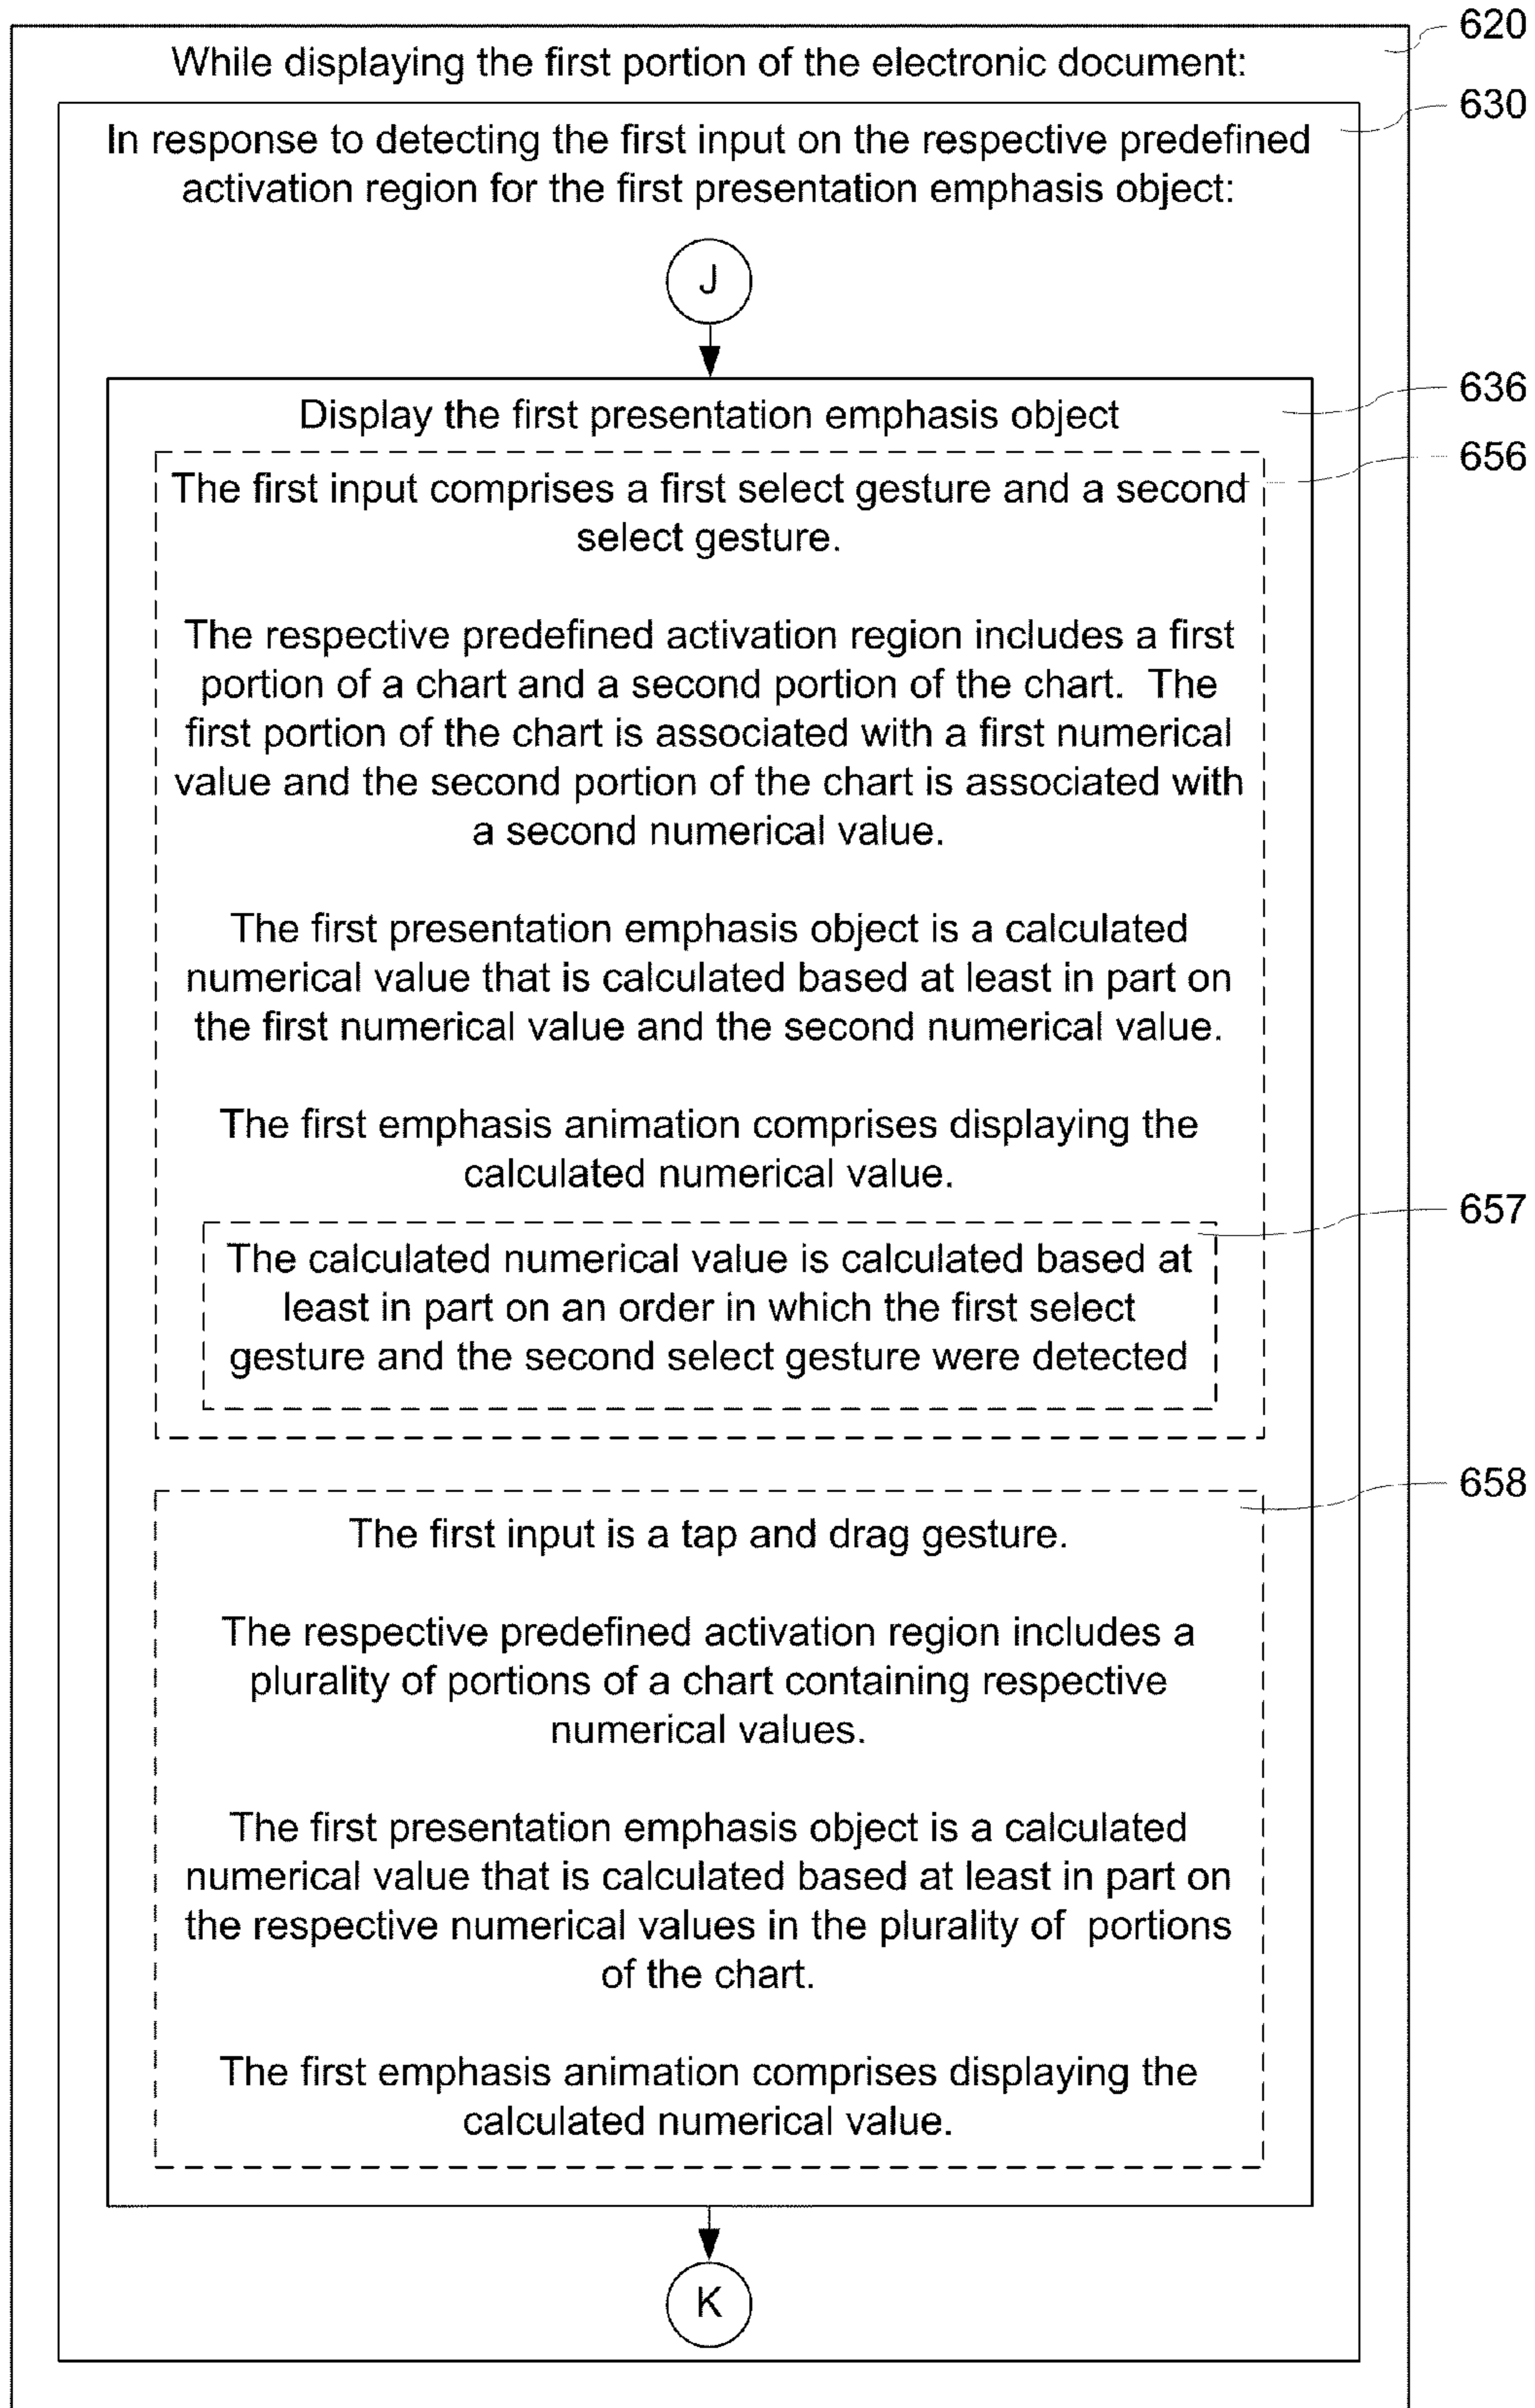 620
While displaying the first portion of the electronic document:
630
In response to detecting the first input on the respective predefined
activation region for the first presentation emphasis object:
J
636
Display the first presentation emphasis object
656
The first input comprises a first select gesture and a second
select gesture.
The respective predefined activation region includes a first
portion of a chart and a second portion of the chart.  The
first portion of the chart is associated with a first numerical
value and the second portion of the chart is associated with
a second numerical value.
The first presentation emphasis object is a calculated
numerical value that is calculated based at least in part on
the first numerical value and the second numerical value.
The first emphasis animation comprises displaying the
calculated numerical value.
657
The calculated numerical value is calculated based at
least in part on an order in which the first select
gesture and the second select gesture were detected
658
The first input is a tap and drag gesture.
The respective predefined activation region includes a
plurality of portions of a chart containing respective
numerical values.
The first presentation emphasis object is a calculated
numerical value that is calculated based at least in part on
the respective numerical values in the plurality of  portions
of the chart.
The first emphasis animation comprises displaying the
calculated numerical value.
K